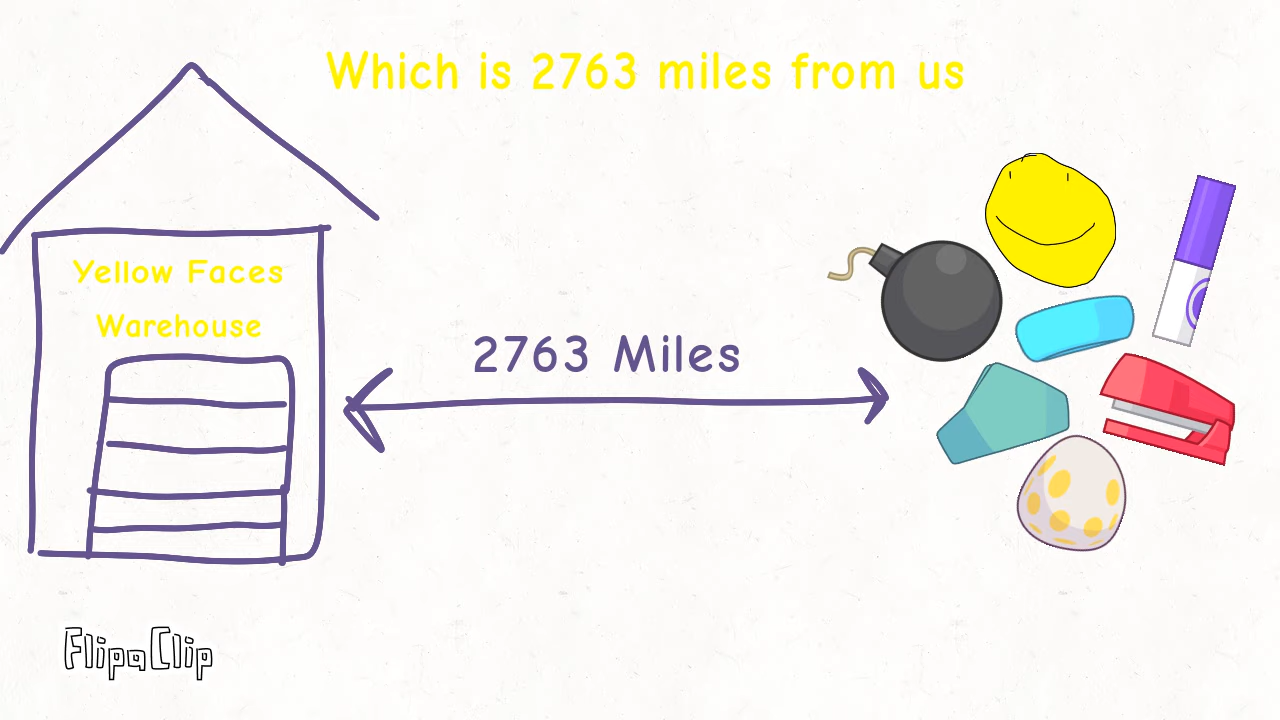 Which is 2763 miles from us
Yellow Faces
Warehouse
2763 Miles
FlipaClip